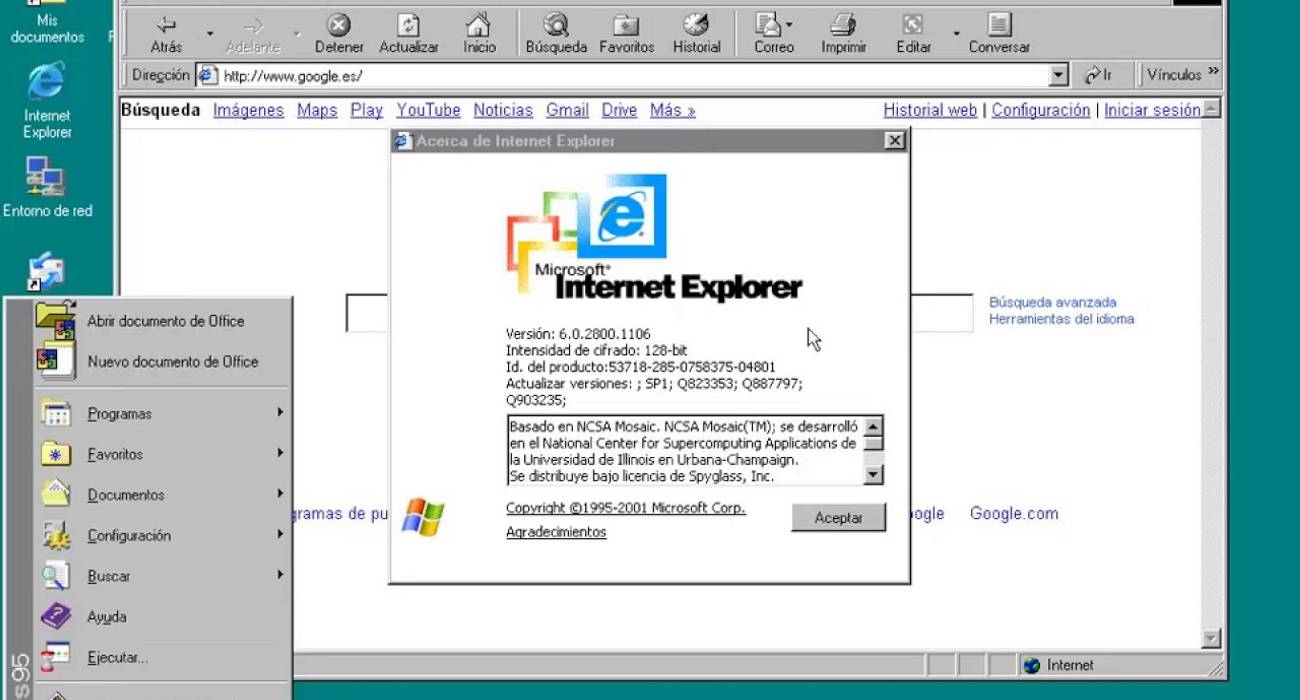 Mis
documentos
Internet
Explorer
Entorno de red
Atrás
Adelante
Detener
Actualizar
Inicio
Búsqueda
Favoritos
Historial
Correo
Imprimir
Editar
Conversar
Dirección
http://www.google.es/
Ir
Vínculos »
Búsqueda Imágenes Maps Play YouTube Noticias Gmail Drive Más »
Historial web | Configuración | Iniciar sesión
Acerca de Internet Explorer
Microsoft®
Internet Explorer
Versión: 6.0.2800.1106
Intensidad de cifrado: 128-bit
Id. del producto:53718-285-0758375-04801
Actualizar versiones: ; SP1; Q823353; Q887797;
Q903235;
Basado en NCSA Mosaic. NCSA Mosaic(TM); se desarrolló
en el National Center for Supercomputing Applications de
la Universidad de Illinois en Urbana-Champaign.
Se distribuye bajo licencia de Spyglass, Inc.
Copyright ©1995-2001 Microsoft Corp.
Agradecimientos
Aceptar
Búsqueda avanzada
Herramientas del idioma
gramas de pu
oogle
Google.com
Abrir documento de Office
Nuevo documento de Office
Programas
Favoritos
Documentos
Configuración
Buscar
Ayuda
Ejecutar...
s 95
Internet